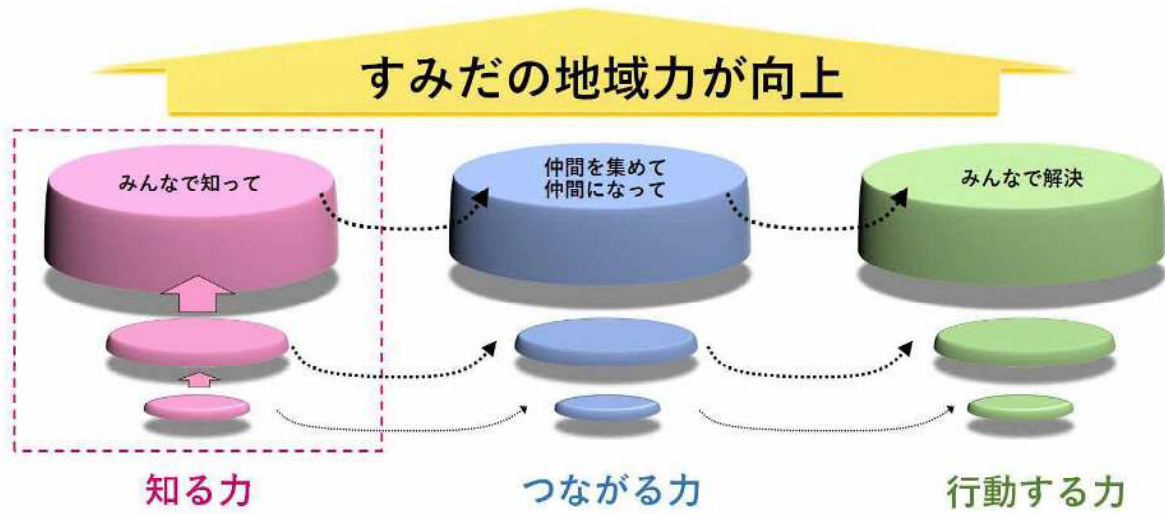 すみだの地域力が向上
みんなで知って
仲間を集めて
仲間になって
みんなで解決
知る力
つながる力
行動する力